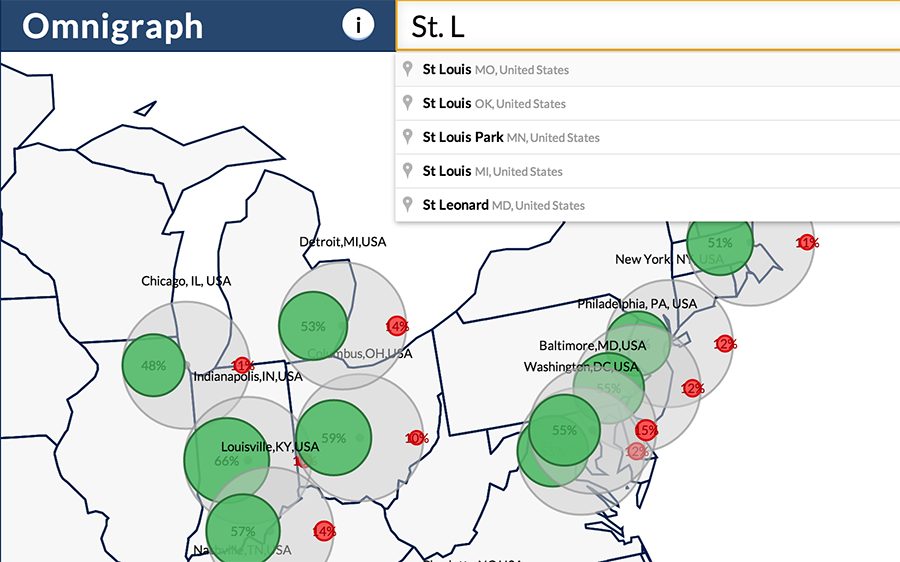 Omnigraph
i
St. L
St Louis MO, United States
St Louis OK, United States
St Louis Park MN, United States
St Louis MI, United States
St Leonard MD, United States
Detroit,MI,USA
51%
11%
New York, NY, USA
Chicago, IL, USA
Philadelphia, PA, USA
53%
14%
12%
Baltimore,MD,USA
Columbus,OH,USA
48%
11%
Washington,DC,USA
Indianapolis,IN,USA
55%
12%
55%
15%
59%
10%
Louisville,KY,USA
12%
66%
57%
14%
Nashville,TN,USA